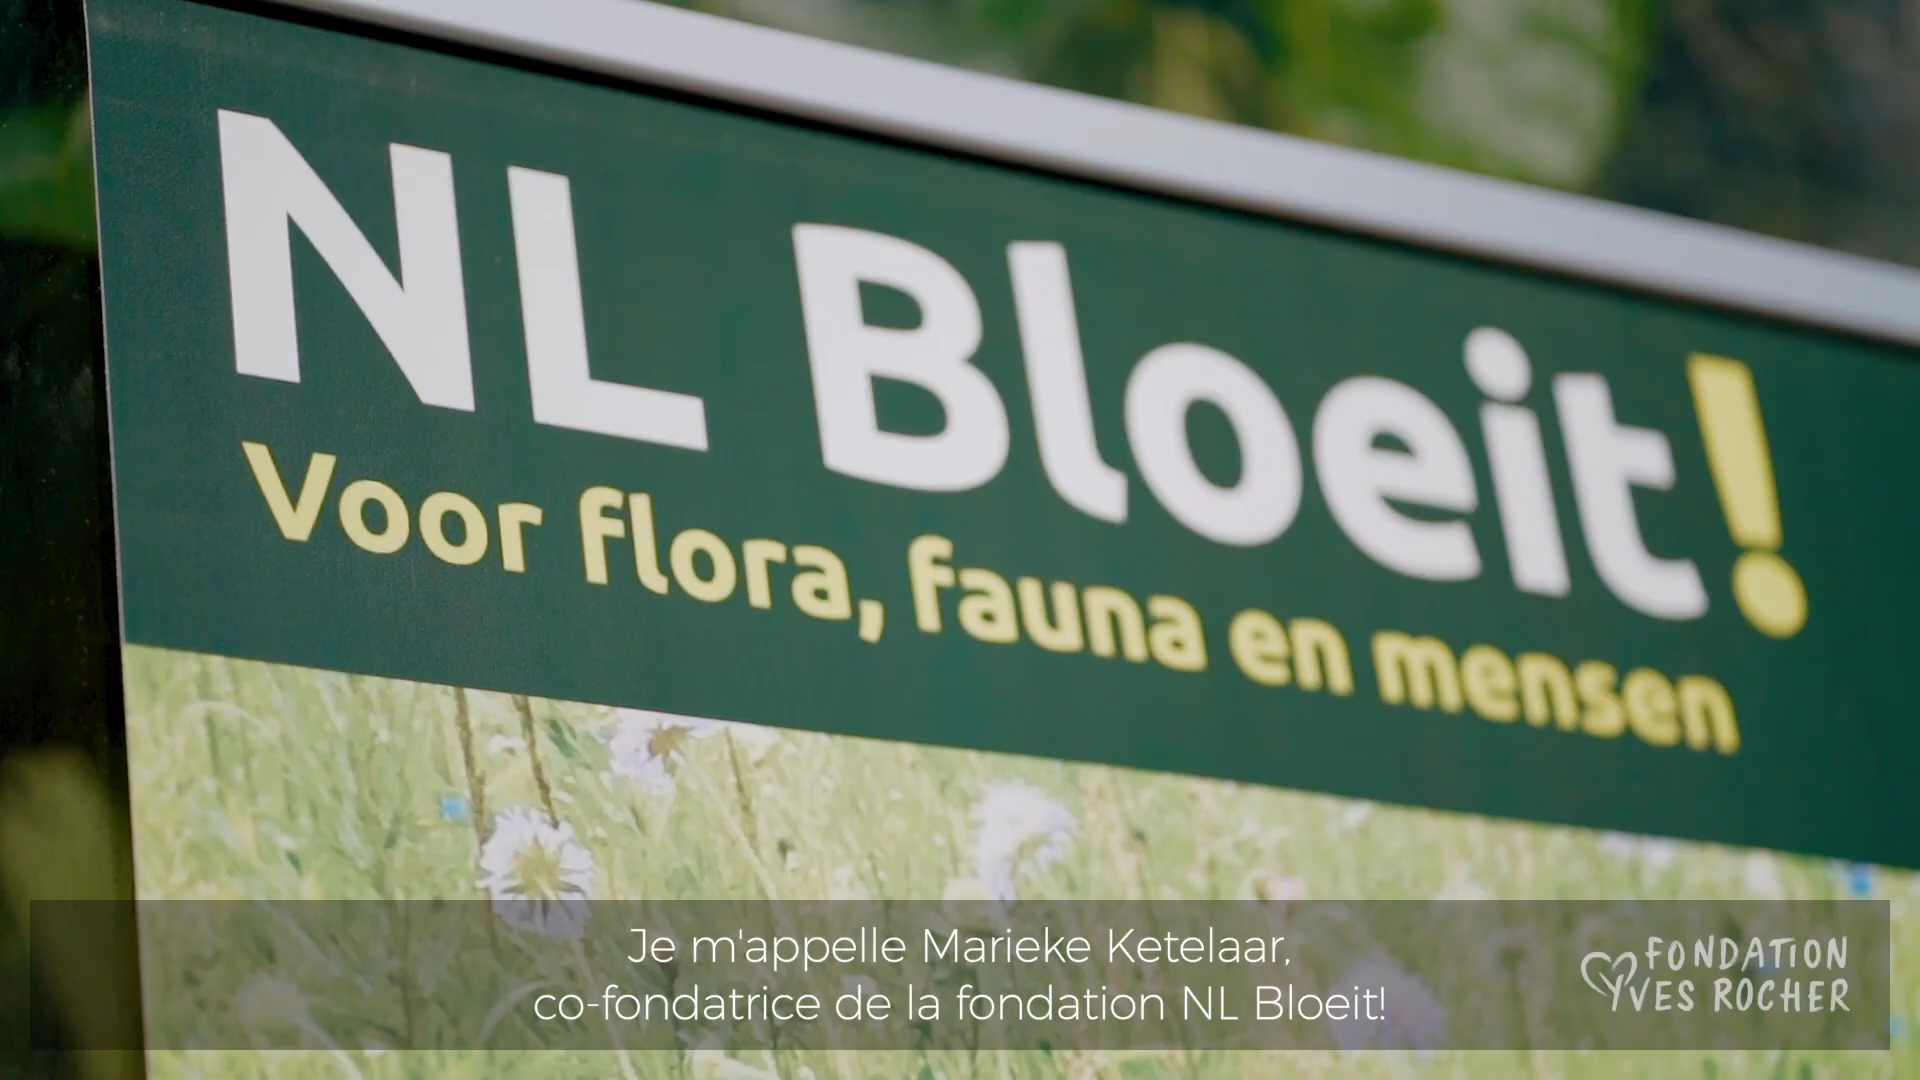 NL Bloeit!
Voor flora, fauna en mensen
Je m'appelle Marieke Ketelaar,
co-fondatrice de la fondation NL Bloeit!
FONDATION
YVES ROCHER